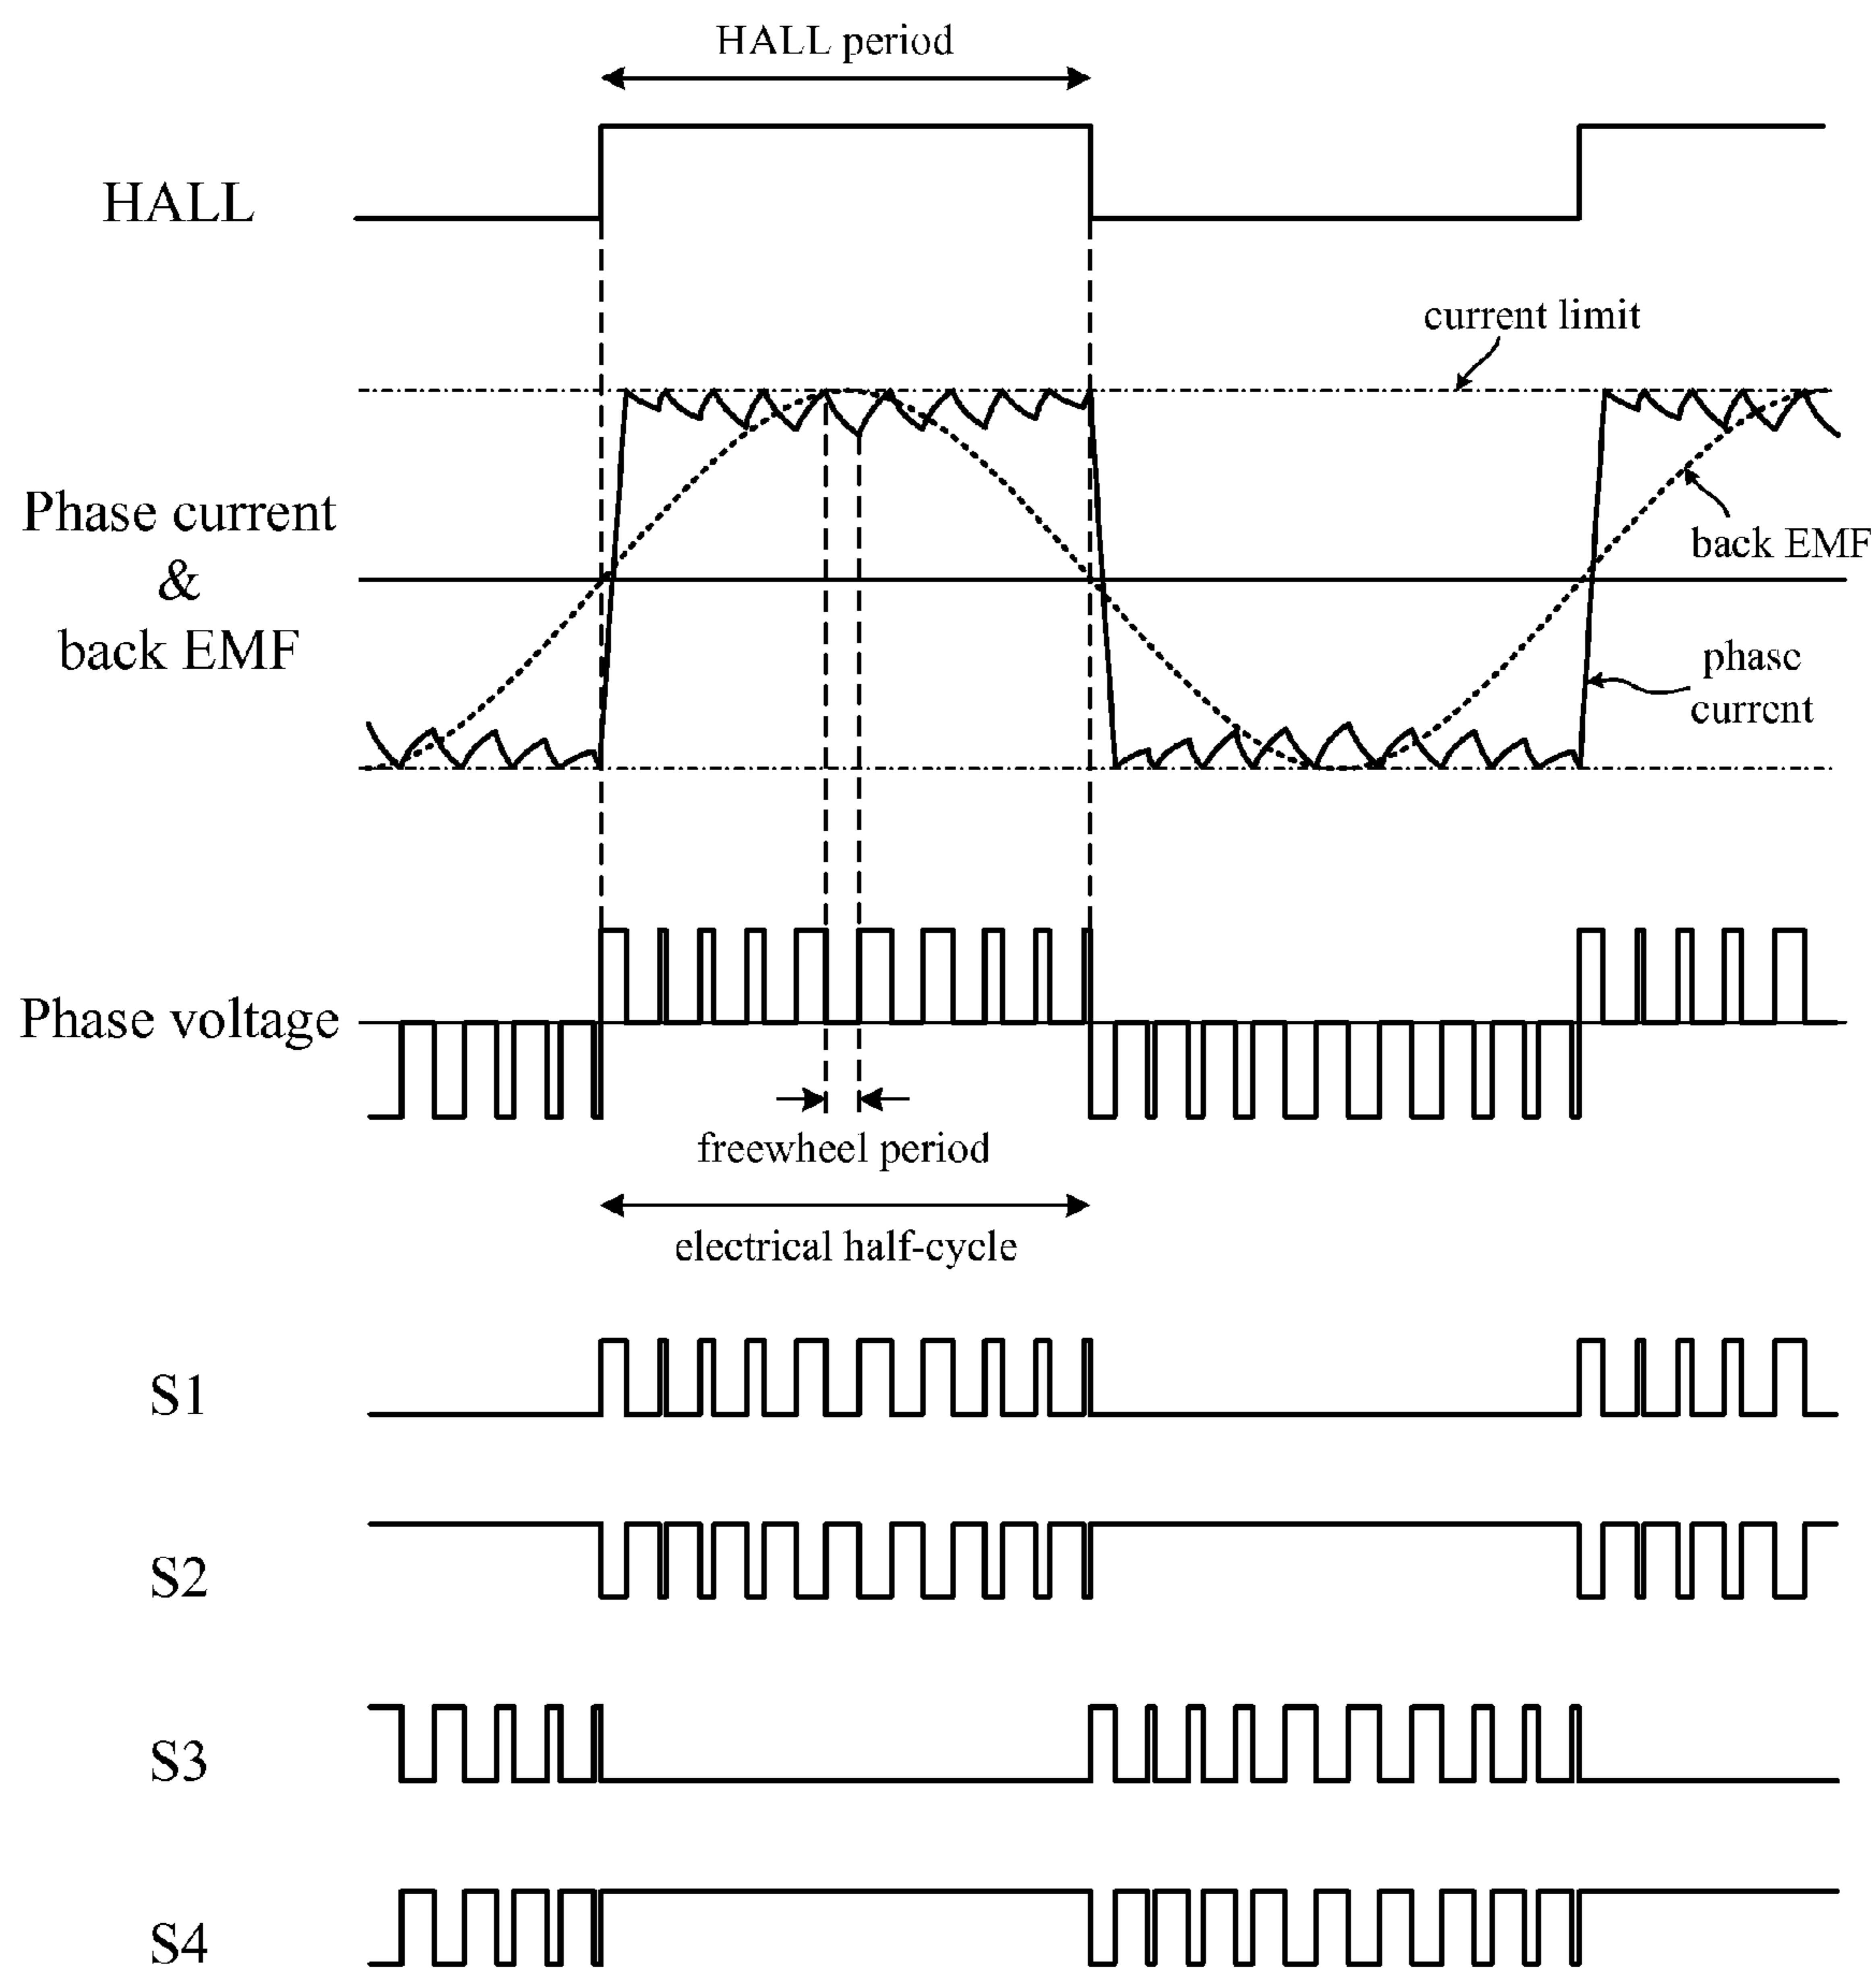 HALL period
HALL
current limit
Phase current
&
back EMF
back EMF
phase
current
Phase voltage
freewheel period
electrical half-cycle
S1
S2
S3
S4